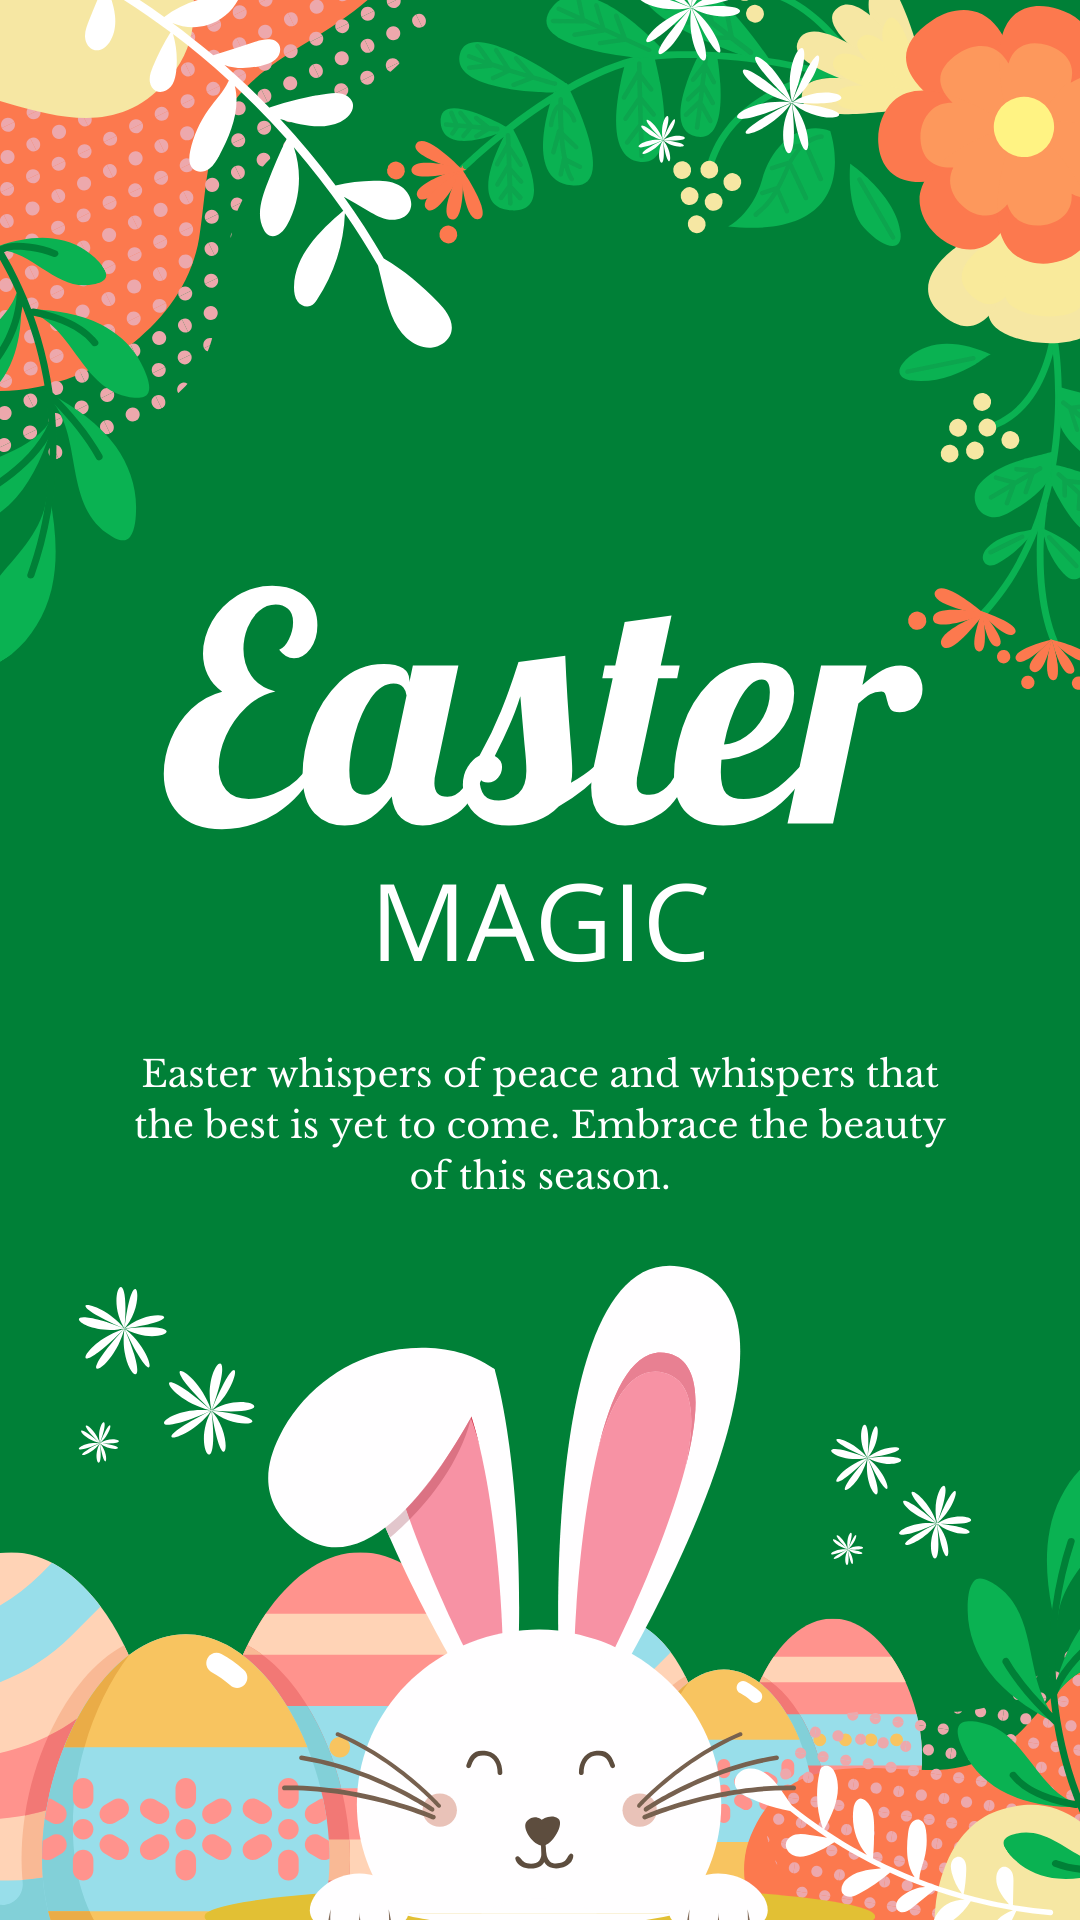 Easter
MAGIC
Easter whispers of peace and whispers that
the best is yet to come. Embrace the beauty
of this season.